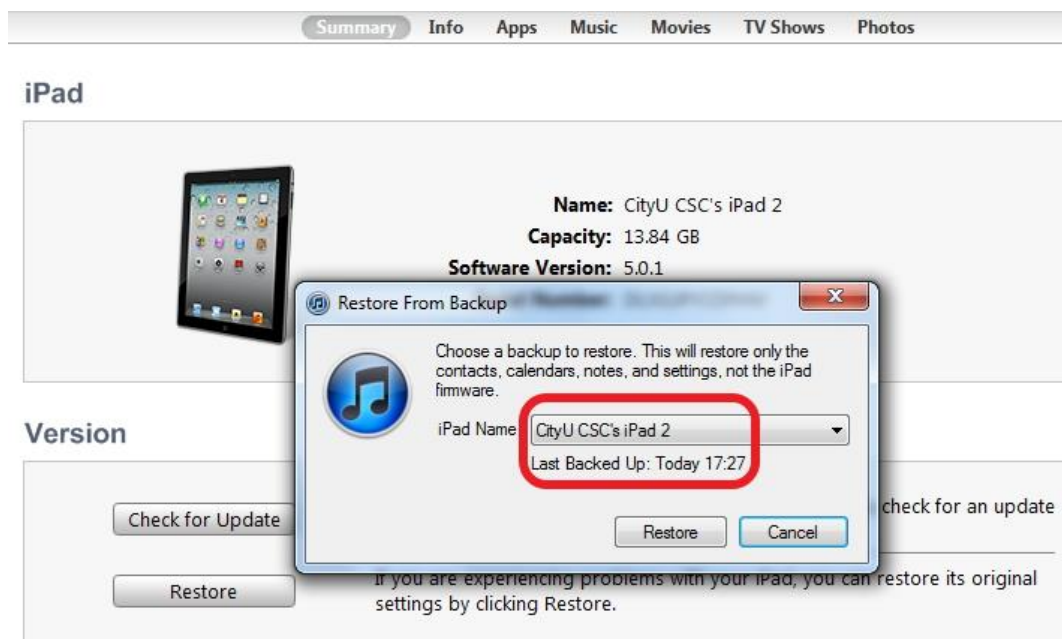 Summary Info Apps Music Movies TV Shows Photos
iPad
Name: CityU CSC's iPad 2
Capacity: 13.84 GB
Software Version: 5.0.1
Restore From Backup
Choose a backup to restore. This will restore only the
contacts, calendars, notes, and settings, not the iPad
firmware.
iPad Name
CityU CSC's iPad 2
Last Backed Up: Today 17:27
Restore Cancel
Version
Check for Update
check for an update
Restore
If you are experiencing problems with your iPad, you can restore its original
settings by clicking Restore.